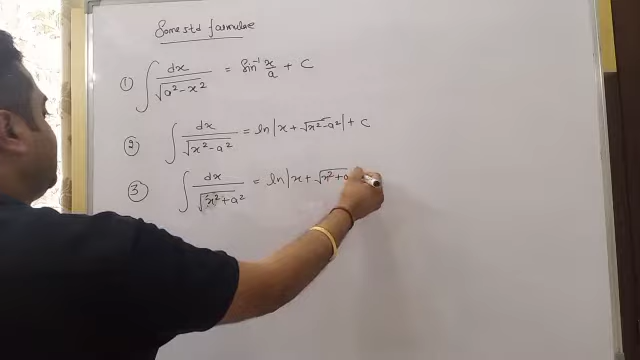 Some std formulae
① ∫ dx / √(a² - x²) = sin⁻¹ x/a + C
② ∫ dx / √(x² - a²) = ln|x + √(x² - a²)| + C
③ ∫ dx / √(x² + a²) = ln|x + √(x² + a